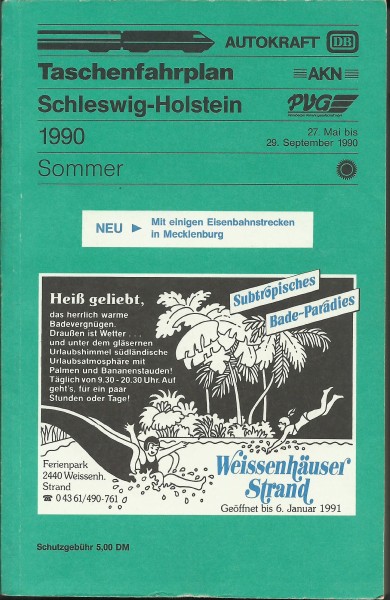 AUTOKRAFT DB
Taschenfahrplan AKN
Schleswig-Holstein PVG
1990 27. Mai bis
29. September 1990
Sommer
NEU ► Mit einigen Eisenbahnstrecken
in Mecklenburg
Subtropisches
Bade-Paradies
Heiß geliebt,
das herrlich warme
Badevergnügen.
Draußen ist Wetter . . .
und unter dem gläsernen
Urlaubshimmel südländische
Urlaubsatmosphäre mit
Palmen und Bananenstauden!
Täglich von 9.30 - 20.30 Uhr. Auf
geht's, für ein paar
Stunden oder Tage!
Ferienpark
2440 Weissenh.
Strand
☎ 0 43 61/490-761
Weissenhäuser
Strand
Geöffnet bis 6. Januar 1991
Schutzgebühr 5,00 DM